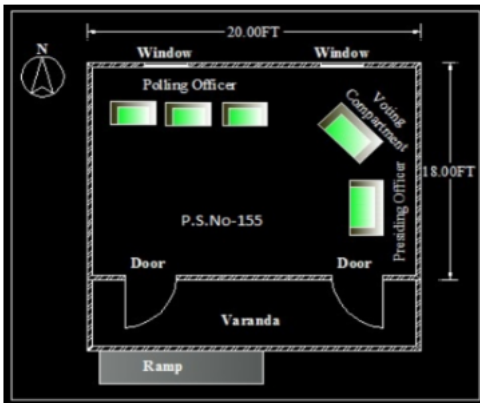 20.00FT
N
Window
Window
Polling Officer
Voting
Compartment
18.00FT
Presiding Officer
P.S.No-155
Door
Door
Varanda
Ramp